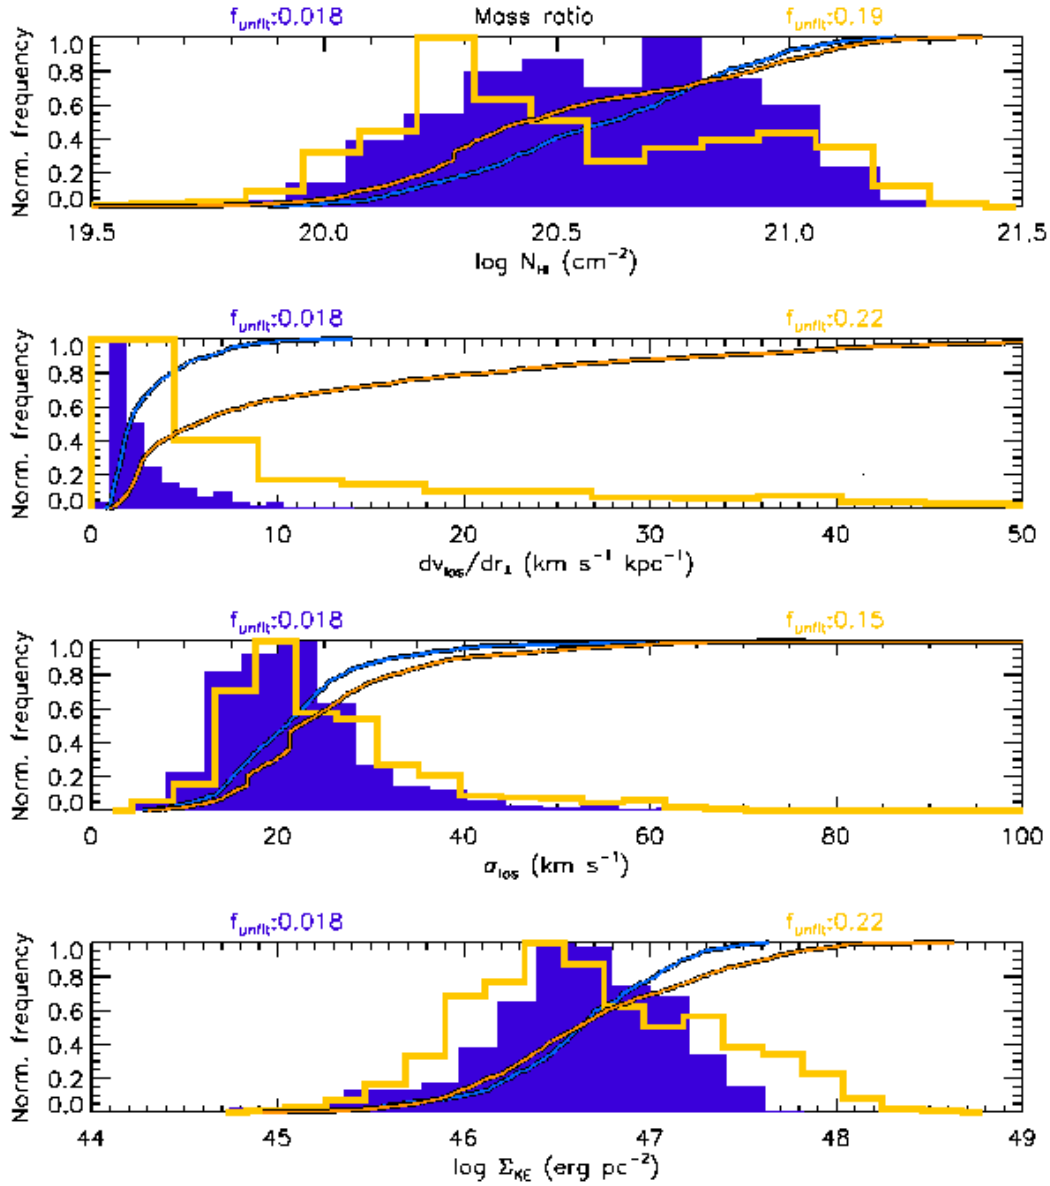 f_unfit:0.018 Mass ratio f_unfit:0.19
Norm. frequency
1.0
0.8
0.6
0.4
0.2
0.0
19.5 20.0 20.5 21.0 21.5
log N_HI (cm⁻²)
f_unfit:0.018 f_unfit:0.22
Norm. frequency
1.0
0.8
0.6
0.4
0.2
0.0
0 10 20 30 40 50
dv_los/dr_⊥ (km s⁻¹ kpc⁻¹)
f_unfit:0.018 f_unfit:0.15
Norm. frequency
1.0
0.8
0.6
0.4
0.2
0.0
0 20 40 60 80 100
σ_los (km s⁻¹)
f_unfit:0.018 f_unfit:0.22
Norm. frequency
1.0
0.8
0.6
0.4
0.2
0.0
44 45 46 47 48 49
log Σ_KE (erg pc⁻²)